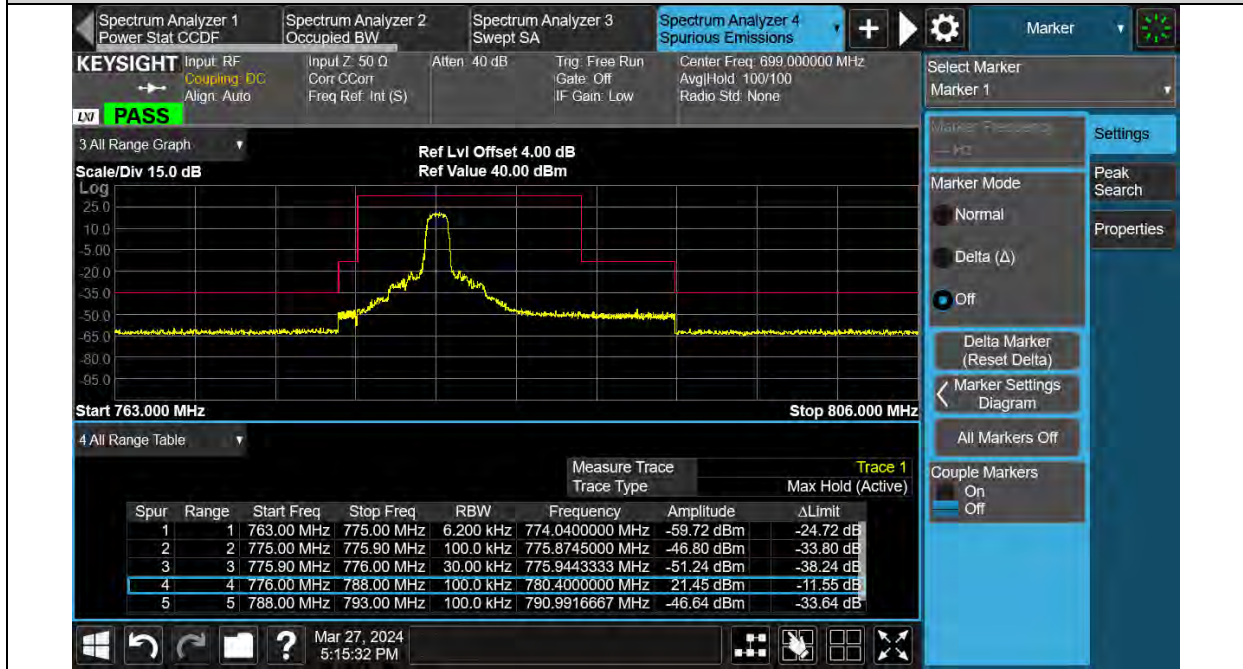 Spectrum Analyzer 1
Power Stat CCDF
Spectrum Analyzer 2
Occupied BW
Spectrum Analyzer 3
Swept SA
Spectrum Analyzer 4
Spurious Emissions
Marker
KEYSIGHT
Input: RF
Coupling: DC
Align: Auto
Input Z: 50 Ω
Corr CCorr
Freq Ref: Int (S)
Atten: 40 dB
Trig: Free Run
Gate: Off
IF Gain: Low
Center Freq: 699.000000 MHz
Avg|Hold: 100/100
Radio Std: None
LXI
PASS
Select Marker
Marker 1
3 All Range Graph
Ref Lvl Offset 4.00 dB
Scale/Div 15.0 dB
Ref Value 40.00 dBm
Log
25.0
10.0
-5.00
-20.0
-35.0
-50.0
-65.0
-80.0
-95.0
Start 763.000 MHz
Stop 806.000 MHz
Marker Frequency
--- Hz
Marker Mode
Normal
Delta (Δ)
Off
Delta Marker
(Reset Delta)
Marker Settings
Diagram
All Markers Off
Couple Markers
On
Off
Settings
Peak
Search
Properties
4 All Range Table
Measure Trace Trace 1
Trace Type Max Hold (Active)
Spur Range Start Freq Stop Freq RBW Frequency Amplitude ΔLimit
1 1 763.00 MHz 775.00 MHz 6.200 kHz 774.0400000 MHz -59.72 dBm -24.72 dB
2 2 775.00 MHz 775.90 MHz 100.0 kHz 775.8745000 MHz -46.80 dBm -33.80 dB
3 3 775.90 MHz 776.00 MHz 30.00 kHz 775.9443333 MHz -51.24 dBm -38.24 dB
4 4 776.00 MHz 788.00 MHz 100.0 kHz 780.4000000 MHz 21.45 dBm -11.55 dB
5 5 788.00 MHz 793.00 MHz 100.0 kHz 790.9916667 MHz -46.64 dBm -33.64 dB
?
Mar 27, 2024
5:15:32 PM